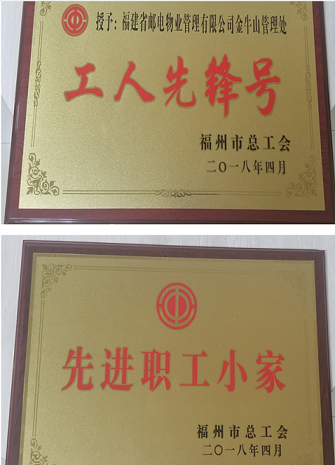 授予：福建省邮电物业管理有限公司金牛山管理处
工人先锋号
福州市总工会
二〇一八年四月
先进职工小家
福州市总工会
二〇一八年四月